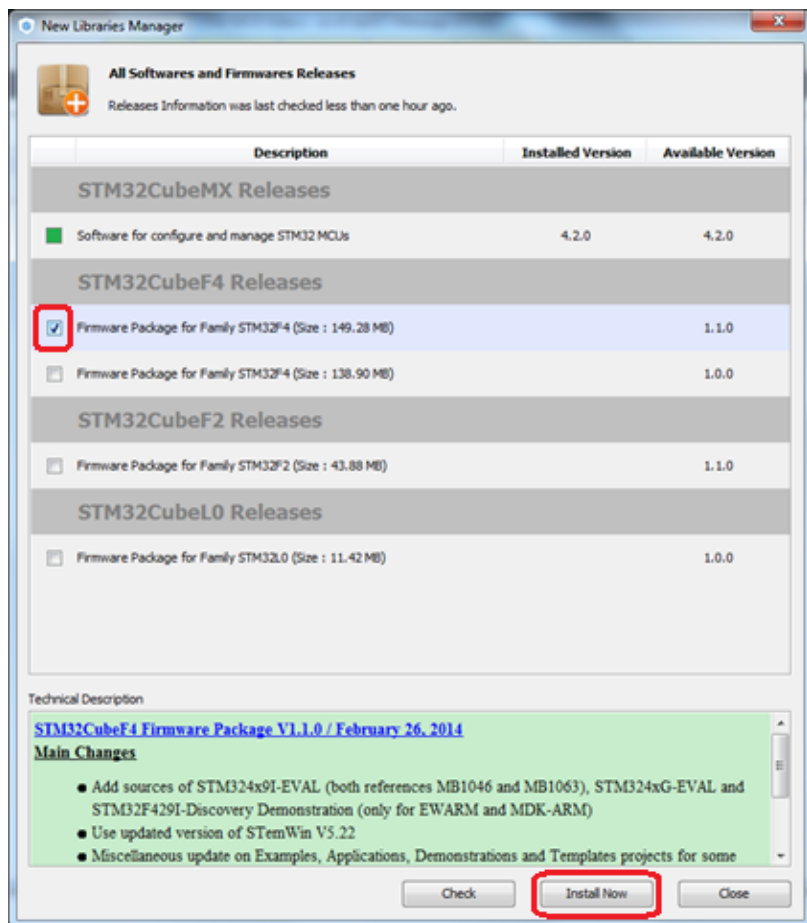 New Libraries Manager
All Softwares and Firmwares Releases
Releases Information was last checked less than one hour ago.
Description Installed Version Available Version
STM32CubeMX Releases
Software for configure and manage STM32 MCUs 4.2.0 4.2.0
STM32CubeF4 Releases
Firmware Package for Family STM32F4 (Size : 149.28 MB) 1.1.0
Firmware Package for Family STM32F4 (Size : 138.90 MB) 1.0.0
STM32CubeF2 Releases
Firmware Package for Family STM32F2 (Size : 43.88 MB) 1.1.0
STM32CubeL0 Releases
Firmware Package for Family STM32L0 (Size : 11.42 MB) 1.0.0
Technical Description
STM32CubeF4 Firmware Package V1.1.0 / February 26, 2014
Main Changes
● Add sources of STM324x9I-EVAL (both references MB1046 and MB1063), STM324xG-EVAL and
STM32F429I-Discovery Demonstration (only for EWARM and MDK-ARM)
● Use updated version of STemWin V5.22
● Miscellaneous update on Examples, Applications, Demonstrations and Templates projects for some
Check Install Now Close